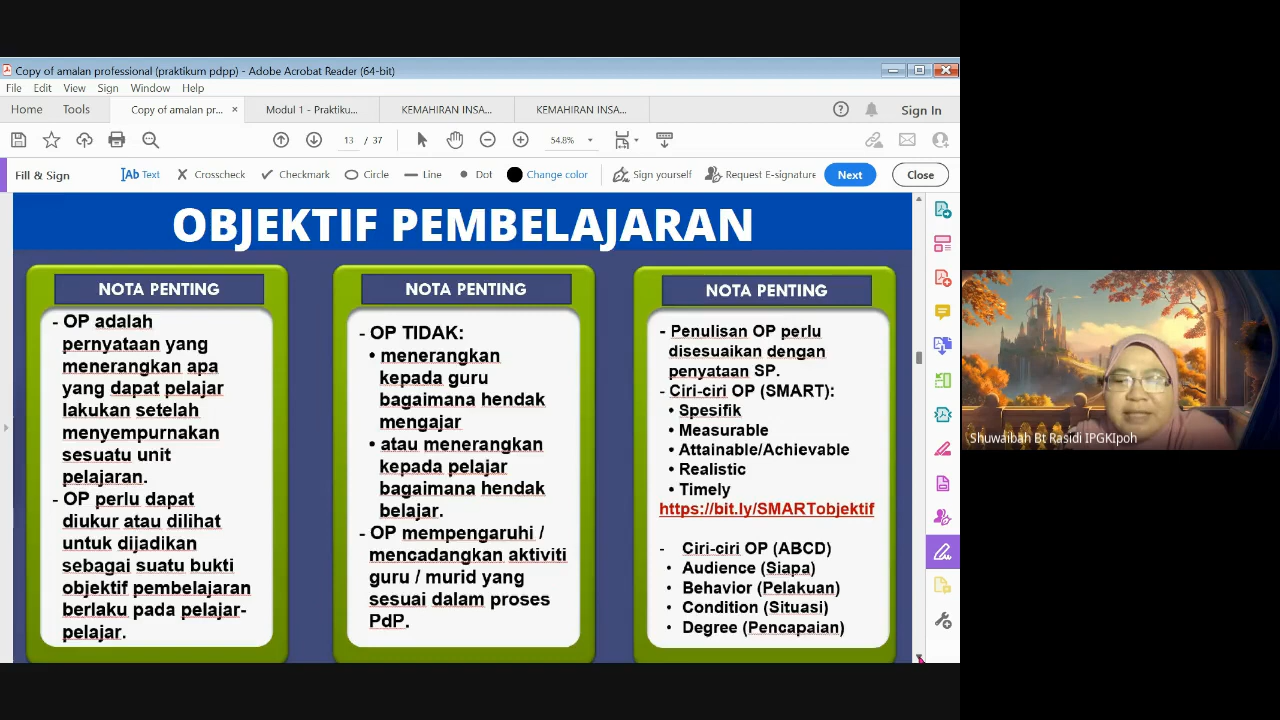 Copy of amalan professional (praktikum pdpp) - Adobe Acrobat Reader (64-bit)
File Edit View Sign Window Help
Home Tools Copy of amalan pr... × Modul 1 - Praktiku... KEMAHIRAN INSA... KEMAHIRAN INSA... Sign In
13 / 37 54.8%
Fill & Sign Ab Text Crosscheck Checkmark Circle Line Dot Change color Sign yourself Request E-signature Next Close
OBJEKTIF PEMBELAJARAN
NOTA PENTING
- OP adalah
pernyataan yang
menerangkan apa
yang dapat pelajar
lakukan setelah
menyempurnakan
sesuatu unit
pelajaran.
- OP perlu dapat
diukur atau dilihat
untuk dijadikan
sebagai suatu bukti
objektif pembelajaran
berlaku pada pelajar-
pelajar.
NOTA PENTING
- OP TIDAK:
• menerangkan
kepada guru
bagaimana hendak
mengajar
• atau menerangkan
kepada pelajar
bagaimana hendak
belajar.
- OP mempengaruhi /
mencadangkan aktiviti
guru / murid yang
sesuai dalam proses
PdP.
NOTA PENTING
- Penulisan OP perlu
disesuaikan dengan
penyataan SP.
- Ciri-ciri OP (SMART):
• Spesifik
• Measurable
• Attainable/Achievable
• Realistic
• Timely
https://bit.ly/SMARTobjektif
- Ciri-ciri OP (ABCD)
• Audience (Siapa)
• Behavior (Pelakuan)
• Condition (Situasi)
• Degree (Pencapaian)
Shuwaibah Bt Rasidi IPGKIpoh